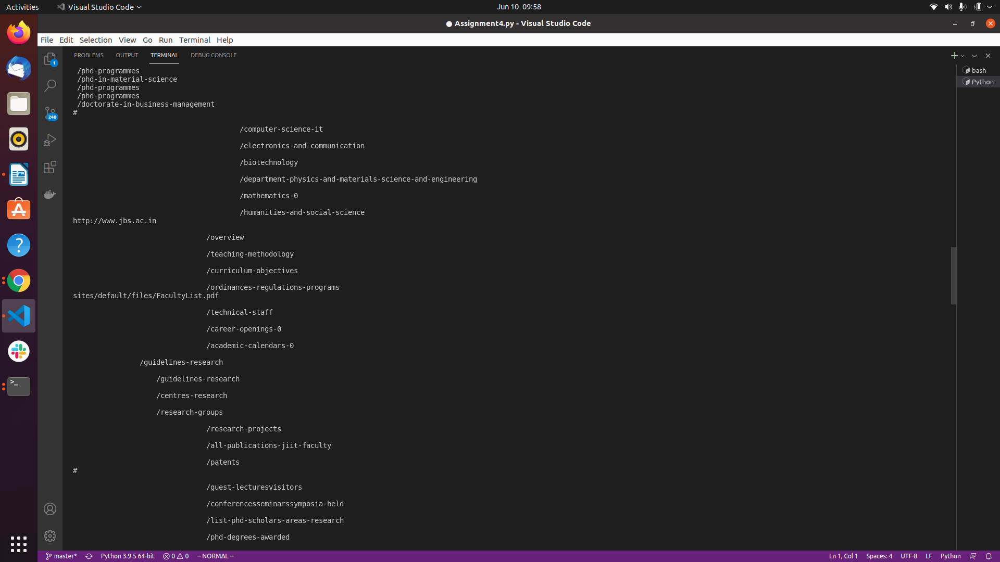 Activities Visual Studio Code Jun 10 09:58
● Assignment4.py - Visual Studio Code
File Edit Selection View Go Run Terminal Help
PROBLEMS OUTPUT TERMINAL DEBUG CONSOLE
1
240
bash
Python
/phd-programmes
/phd-in-material-science
/phd-programmes
/phd-programmes
/doctorate-in-business-management
#
/computer-science-it
/electronics-and-communication
/biotechnology
/department-physics-and-materials-science-and-engineering
/mathematics-0
/humanities-and-social-science
http://www.jbs.ac.in
/overview
/teaching-methodology
/curriculum-objectives
/ordinances-regulations-programs
sites/default/files/FacultyList.pdf
/technical-staff
/career-openings-0
/academic-calendars-0
/guidelines-research
/guidelines-research
/centres-research
/research-groups
/research-projects
/all-publications-jiit-faculty
/patents
#
/guest-lecturesvisitors
/conferencesseminarssymposia-held
/list-phd-scholars-areas-research
/phd-degrees-awarded
master* Python 3.9.5 64-bit 0 0 -- NORMAL -- Ln 1, Col 1 Spaces: 4 UTF-8 LF Python